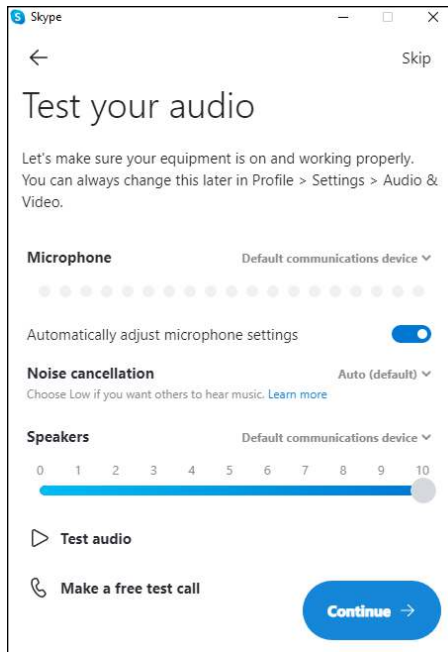 Skype
Skip
Test your audio
Let's make sure your equipment is on and working properly.
You can always change this later in Profile > Settings > Audio &
Video.
Microphone Default communications device
Automatically adjust microphone settings
Noise cancellation Auto (default)
Choose Low if you want others to hear music. Learn more
Speakers Default communications device
0 1 2 3 4 5 6 7 8 9 10
Test audio
Make a free test call
Continue